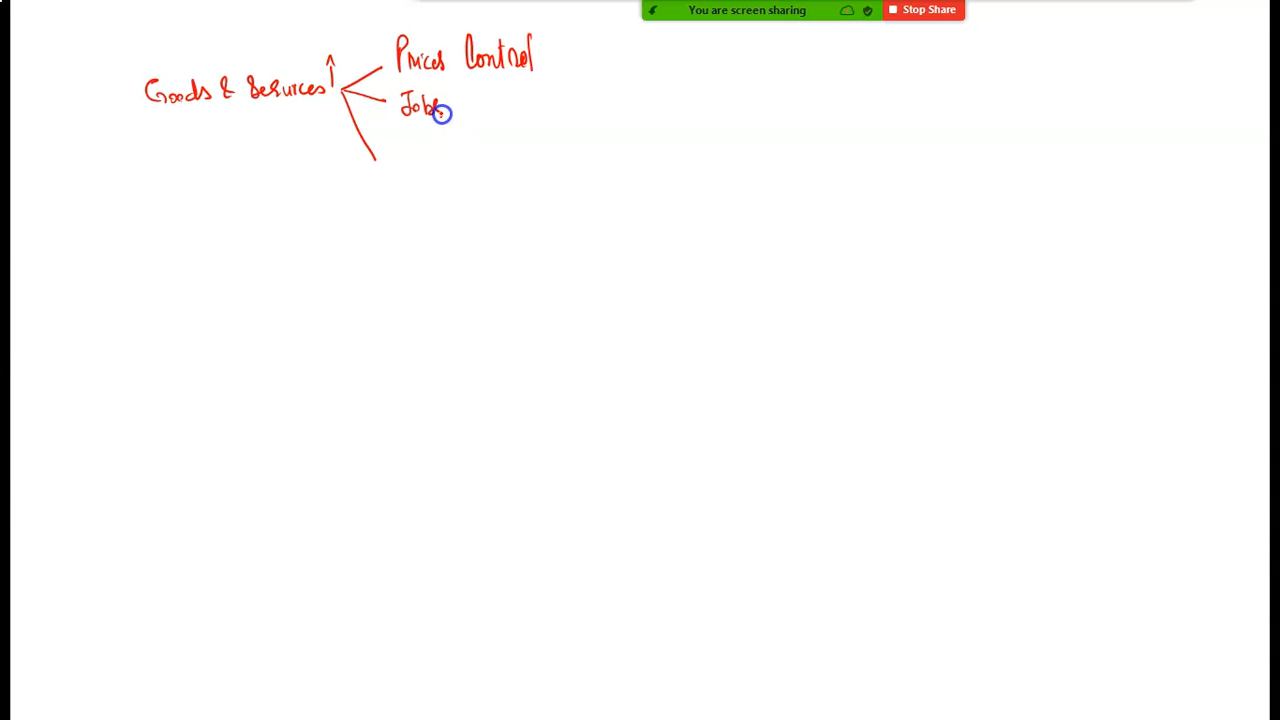 You are screen sharing
Stop Share
Prices Control
Goods & Services ↑
Jobs